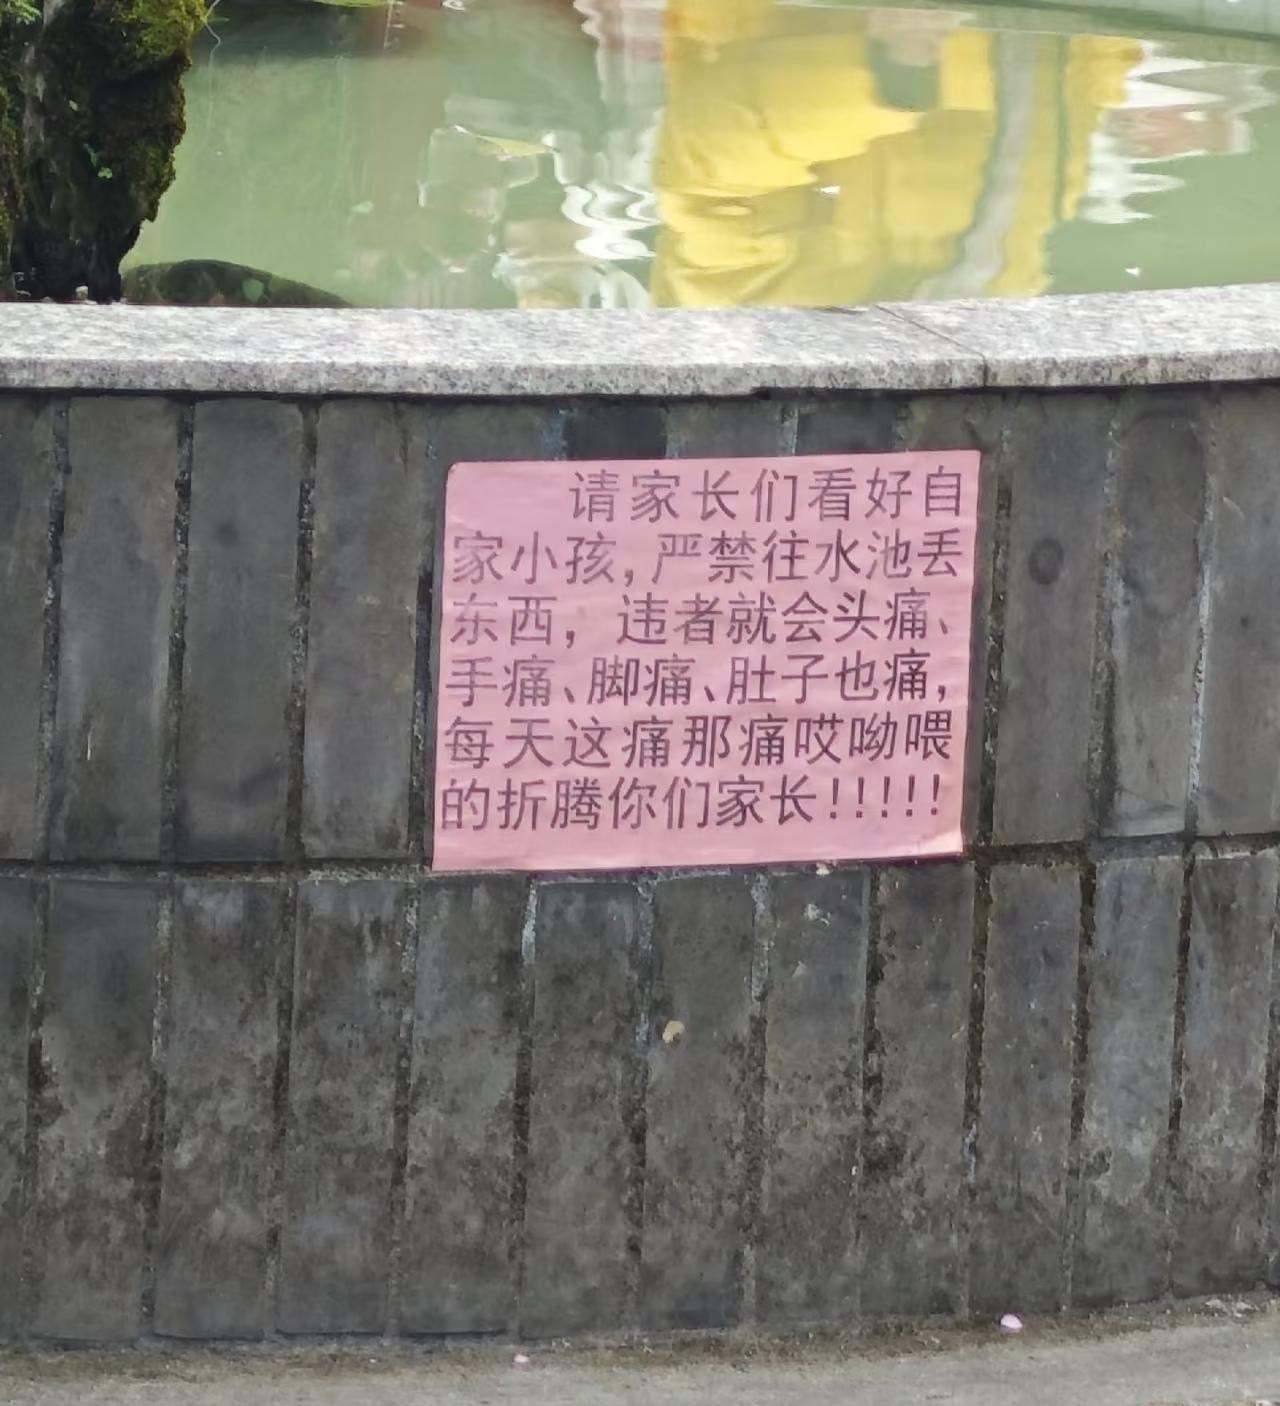 请家长们看好自
家小孩,严禁往水池丢
东西，违者就会头痛、
手痛、脚痛、肚子也痛，
每天这痛那痛哎呦喂
的折腾你们家长!!!!!